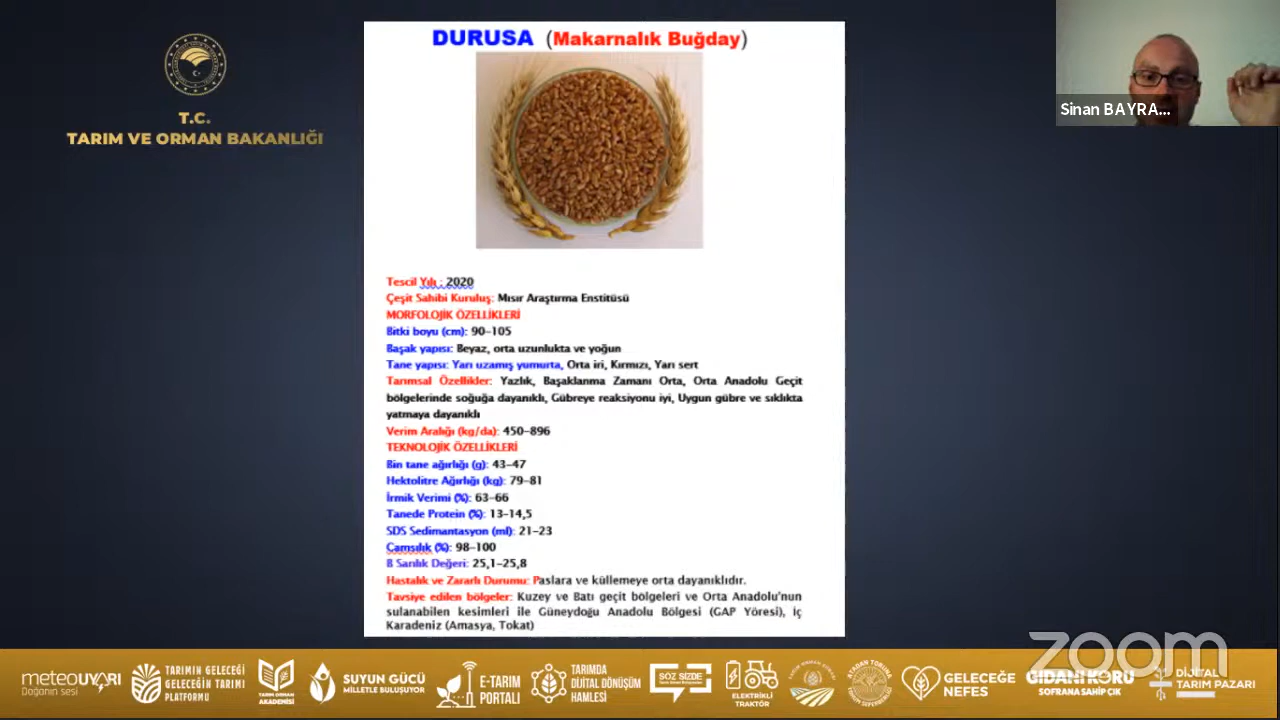 DURUSA (Makarnalık Buğday)
T.C.
TARIM VE ORMAN BAKANLIĞI
Sinan BAYRA...
Tescil Yılı : 2020
Çeşit Sahibi Kuruluş: Mısır Araştırma Enstitüsü
MORFOLOJİK ÖZELLİKLERİ
Bitki boyu (cm): 90-105
Başak yapısı: Beyaz, orta uzunlukta ve yoğun
Tane yapısı: Yarı uzamış yumurta, Orta iri, Kırmızı, Yarı sert
Tarımsal Özellikler: Yazlık, Başaklanma Zamanı Orta, Orta Anadolu Geçit
bölgelerinde soğuğa dayanıklı, Gübreye reaksiyonu iyi, Uygun gübre ve sıklıkta
yatmaya dayanıklı
Verim Aralığı (kg/da): 450-896
TEKNOLOJİK ÖZELLİKLERİ
Bin tane ağırlığı (g): 43-47
Hektolitre Ağırlığı (kg): 79-81
İrmik Verimi (%): 63-66
Tanede Protein (%): 13-14,5
SDS Sedimantasyon (ml): 21-23
Camsılık (%): 98-100
B Sarılık Değeri: 25,1-25,8
Hastalık ve Zararlı Durumu: Paslara ve küllemeye orta dayanıklıdır.
Tavsiye edilen bölgeler: Kuzey ve Batı geçit bölgeleri ve Orta Anadolu'nun
sulanabilen kesimleri ile Güneydoğu Anadolu Bölgesi (GAP Yöresi), İç
Karadeniz (Amasya, Tokat)
zoom
meteoUYARI
Doğanın sesi
TARIMIN GELECEĞİ
GELECEĞİN TARIMI
PLATFORMU
TARIM ORMAN
AKADEMİSİ
SUYUN GÜCÜ
MİLLETLE BULUŞUYOR
E-TARIM
PORTALI
TARIMDA
DİJİTAL DÖNÜŞÜM
HAMLESİ
SÖZ SİZDE
ELEKTRİKLİ
TRAKTÖR
GELECEĞE
NEFES
GIDANI KORU
SOFRANA SAHİP ÇIK
DİJİTAL
TARIM PAZARI